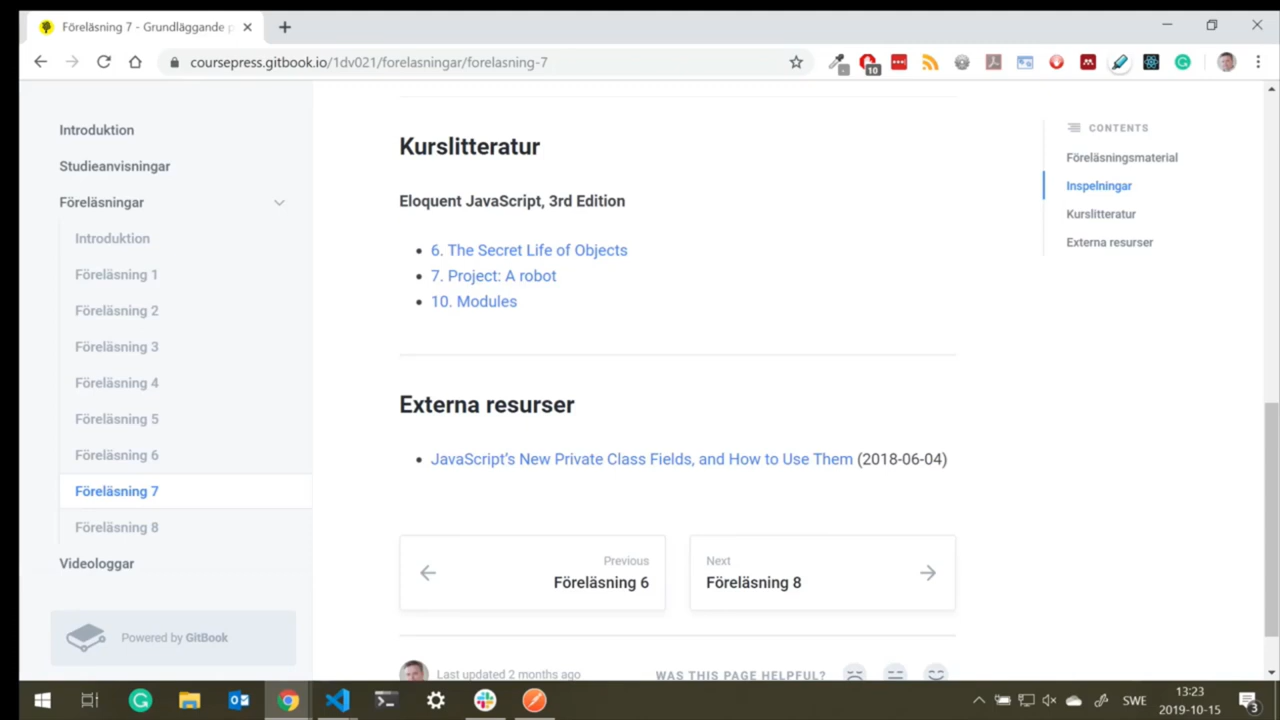 Föreläsning 7 - Grundläggande p
coursepress.gitbook.io/1dv021/forelasningar/forelasning-7
10
Introduktion
Studieanvisningar
Föreläsningar
Introduktion
Föreläsning 1
Föreläsning 2
Föreläsning 3
Föreläsning 4
Föreläsning 5
Föreläsning 6
Föreläsning 7
Föreläsning 8
Videologgar
Powered by GitBook
Kurslitteratur
Eloquent JavaScript, 3rd Edition
6. The Secret Life of Objects
7. Project: A robot
10. Modules
Externa resurser
JavaScript's New Private Class Fields, and How to Use Them (2018-06-04)
Previous
Föreläsning 6
Next
Föreläsning 8
Last updated 2 months ago
WAS THIS PAGE HELPFUL?
CONTENTS
Föreläsningsmaterial
Inspelningar
Kurslitteratur
Externa resurser
SWE
13:23
2019-10-15
3